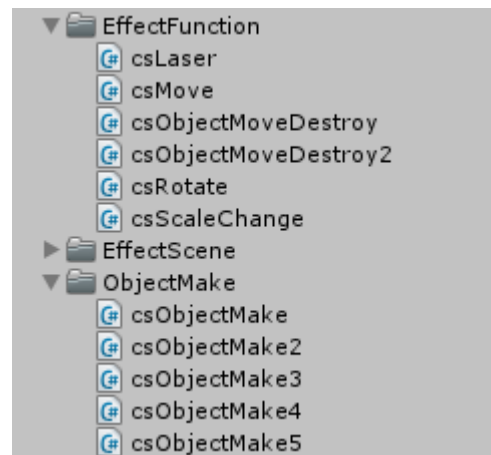 EffectFunction
csLaser
csMove
csObjectMoveDestroy
csObjectMoveDestroy2
csRotate
csScaleChange
EffectScene
ObjectMake
csObjectMake
csObjectMake2
csObjectMake3
csObjectMake4
csObjectMake5